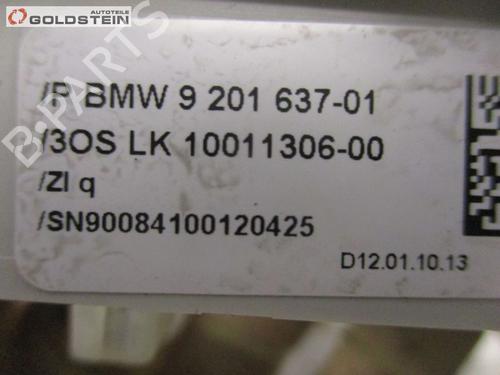 AUTOTEILE
GOLDSTEIN
B-PARTS
/P BMW 9 201 637-01
/3OS LK 10011306-00
/ZI q
/SN90084100120425
D12.01.10.13